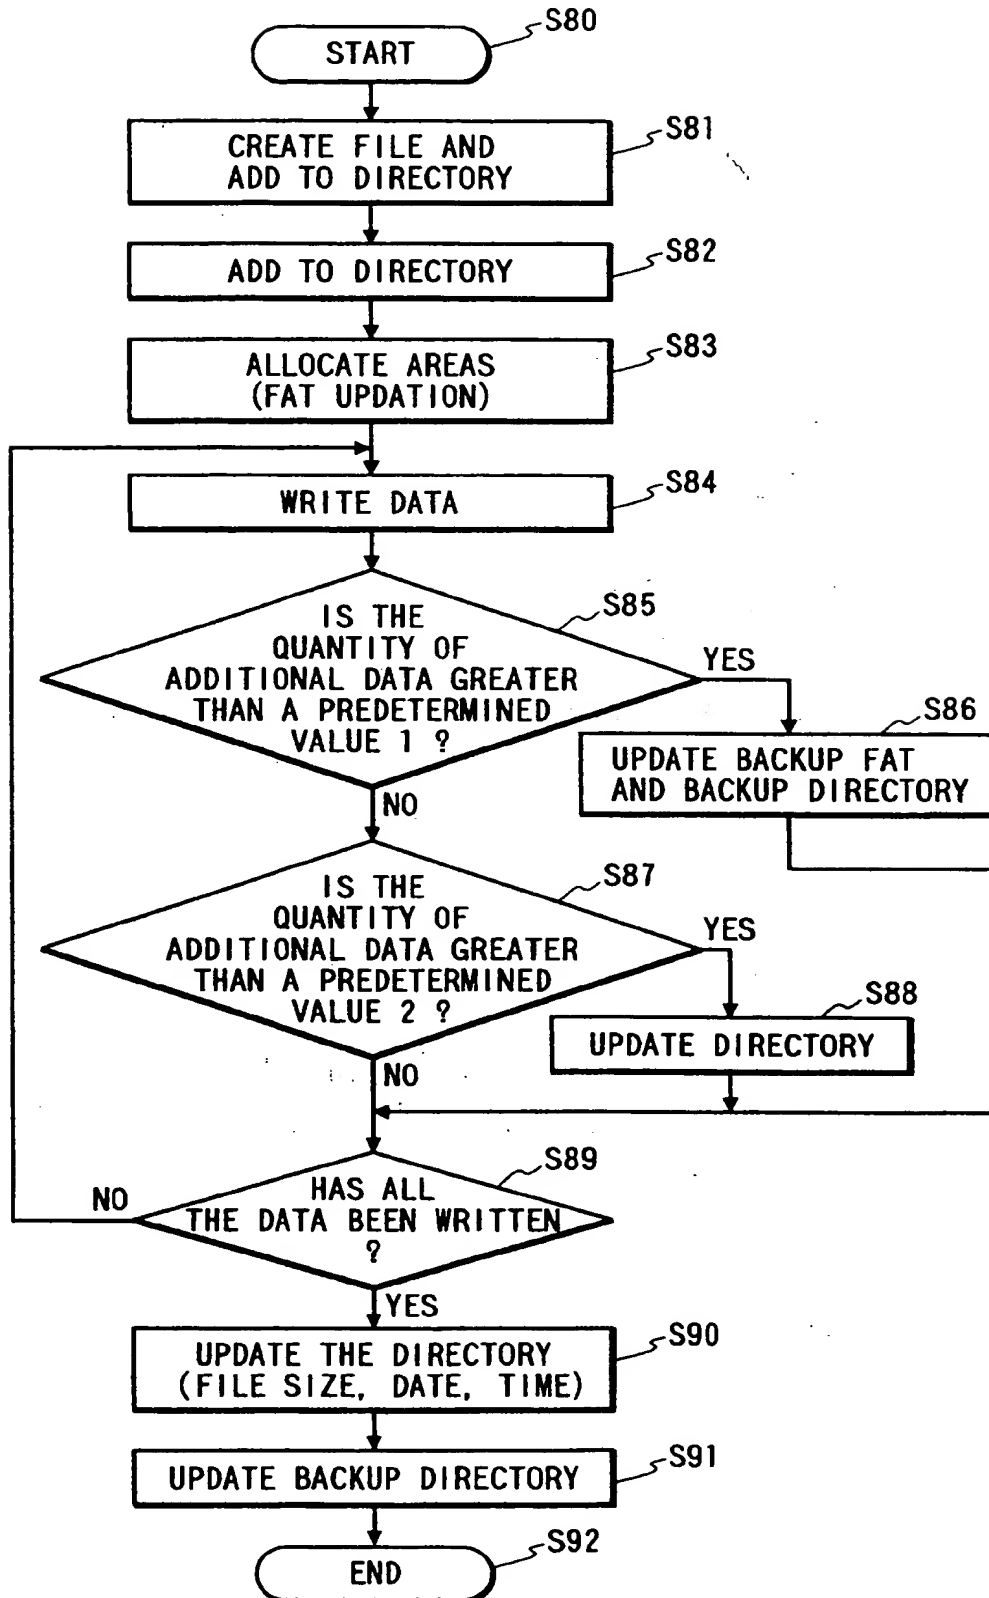 S80
START
S81
CREATE FILE AND
ADD TO DIRECTORY
S82
ADD TO DIRECTORY
S83
ALLOCATE AREAS
(FAT UPDATION)
S84
WRITE DATA
S85
IS THE
QUANTITY OF
ADDITIONAL DATA GREATER
THAN A PREDETERMINED
VALUE 1 ?
YES
S86
UPDATE BACKUP FAT
AND BACKUP DIRECTORY
NO
S87
IS THE
QUANTITY OF
ADDITIONAL DATA GREATER
THAN A PREDETERMINED
VALUE 2 ?
YES
S88
UPDATE DIRECTORY
NO
S89
HAS ALL
THE DATA BEEN WRITTEN
?
NO
YES
S90
UPDATE THE DIRECTORY
(FILE SIZE, DATE, TIME)
S91
UPDATE BACKUP DIRECTORY
S92
END